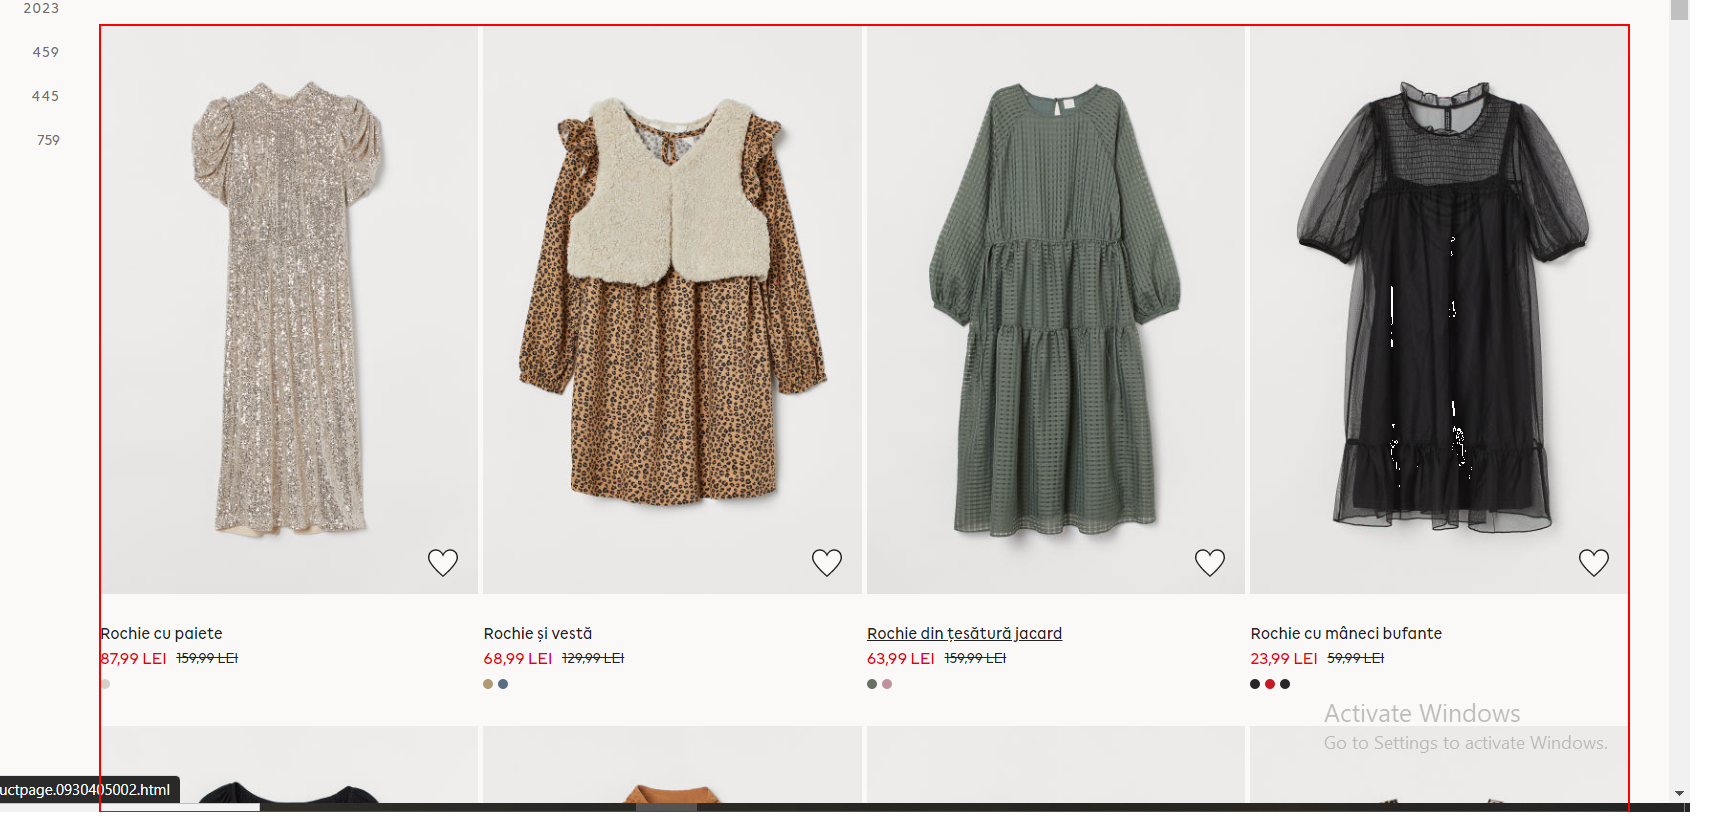 2023
459
445
759
Rochie cu paiete
87,99 LEI 159,99 LEI
Rochie și vestă
68,99 LEI 129,99 LEI
Rochie din țesătură jacard
63,99 LEI 159,99 LEI
Rochie cu mâneci bufante
23,99 LEI 59,99 LEI
Activate Windows
Go to Settings to activate Windows.
uctpage.0930405002.html